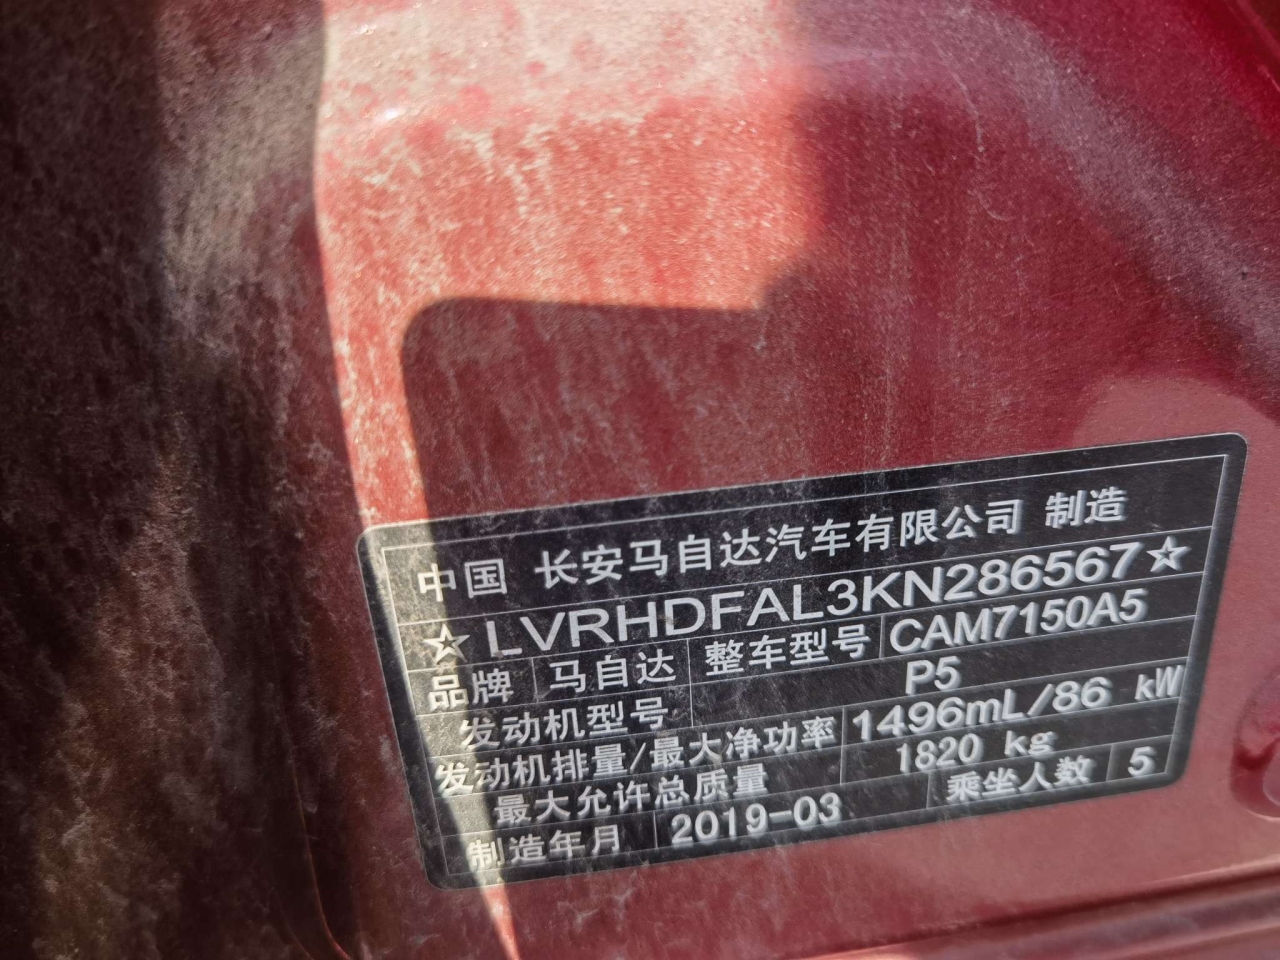 中国 长安马自达汽车有限公司 制造
☆LVRHDFAL3KN286567☆
品牌 马自达 整车型号 CAM7150A5
发动机型号 P5
发动机排量/最大净功率 1496mL/86 kW
最大允许总质量 1820 kg
制造年月 2019-03 乘坐人数 5